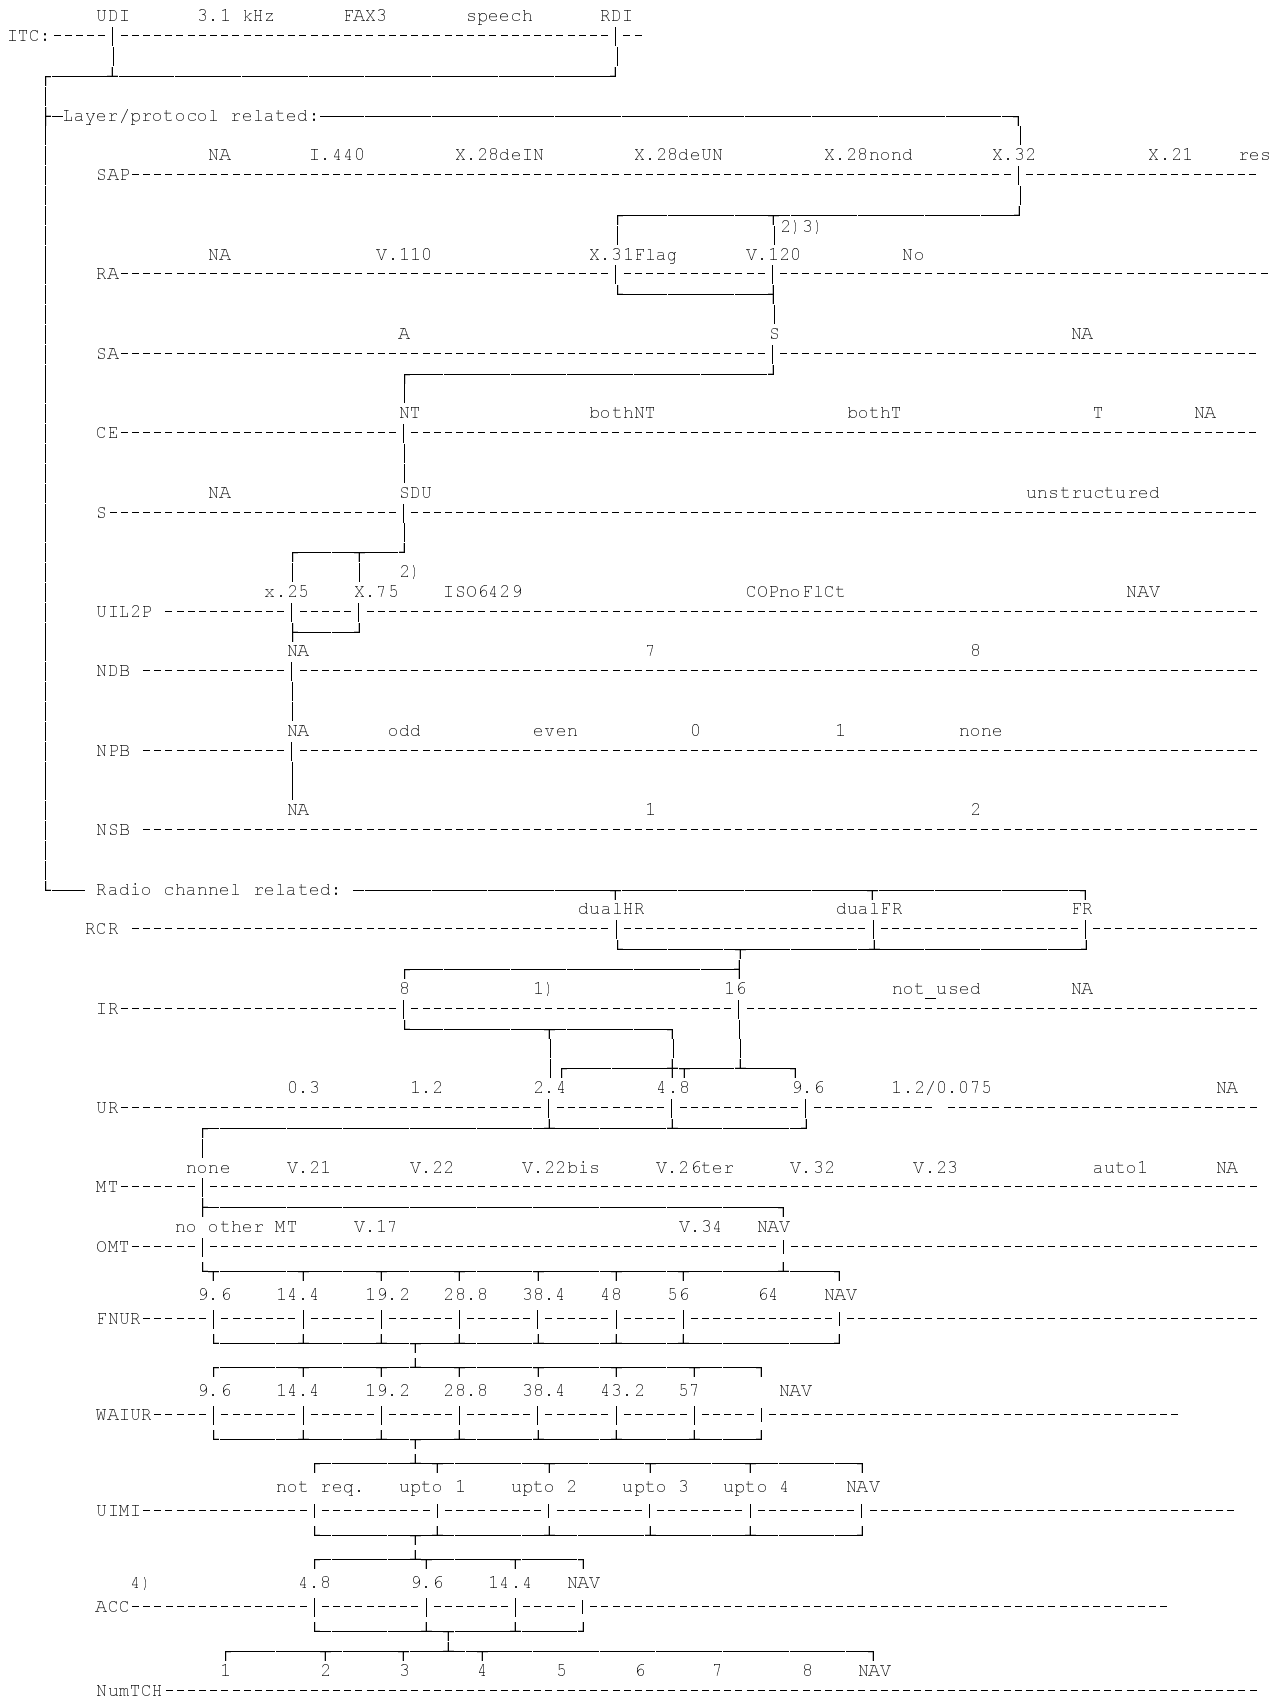 UDI 3.1 kHz FAX3 speech RDI
ITC:
Layer/protocol related:
NA I.440 X.28deIN X.28deUN X.28nond X.32 X.21 res
SAP
2)3)
NA V.110 X.31Flag V.120 No
RA
A S NA
SA
NT bothNT bothT T NA
CE
NA SDU unstructured
S
2)
x.25 X.75 ISO6429 COPnoFlCt NAV
UIL2P
NA 7 8
NDB
NA odd even 0 1 none
NPB
NA 1 2
NSB
Radio channel related:
dualHR dualFR FR
RCR
8 1) 16 not_used NA
IR
0.3 1.2 2.4 4.8 9.6 1.2/0.075 NA
UR
none V.21 V.22 V.22bis V.26ter V.32 V.23 auto1 NA
MT
no other MT V.17 V.34 NAV
OMT
9.6 14.4 19.2 28.8 38.4 48 56 64 NAV
FNUR
9.6 14.4 19.2 28.8 38.4 43.2 57 NAV
WAIUR
not req. upto 1 upto 2 upto 3 upto 4 NAV
UIMI
4) 4.8 9.6 14.4 NAV
ACC
1 2 3 4 5 6 7 8 NAV
NumTCH